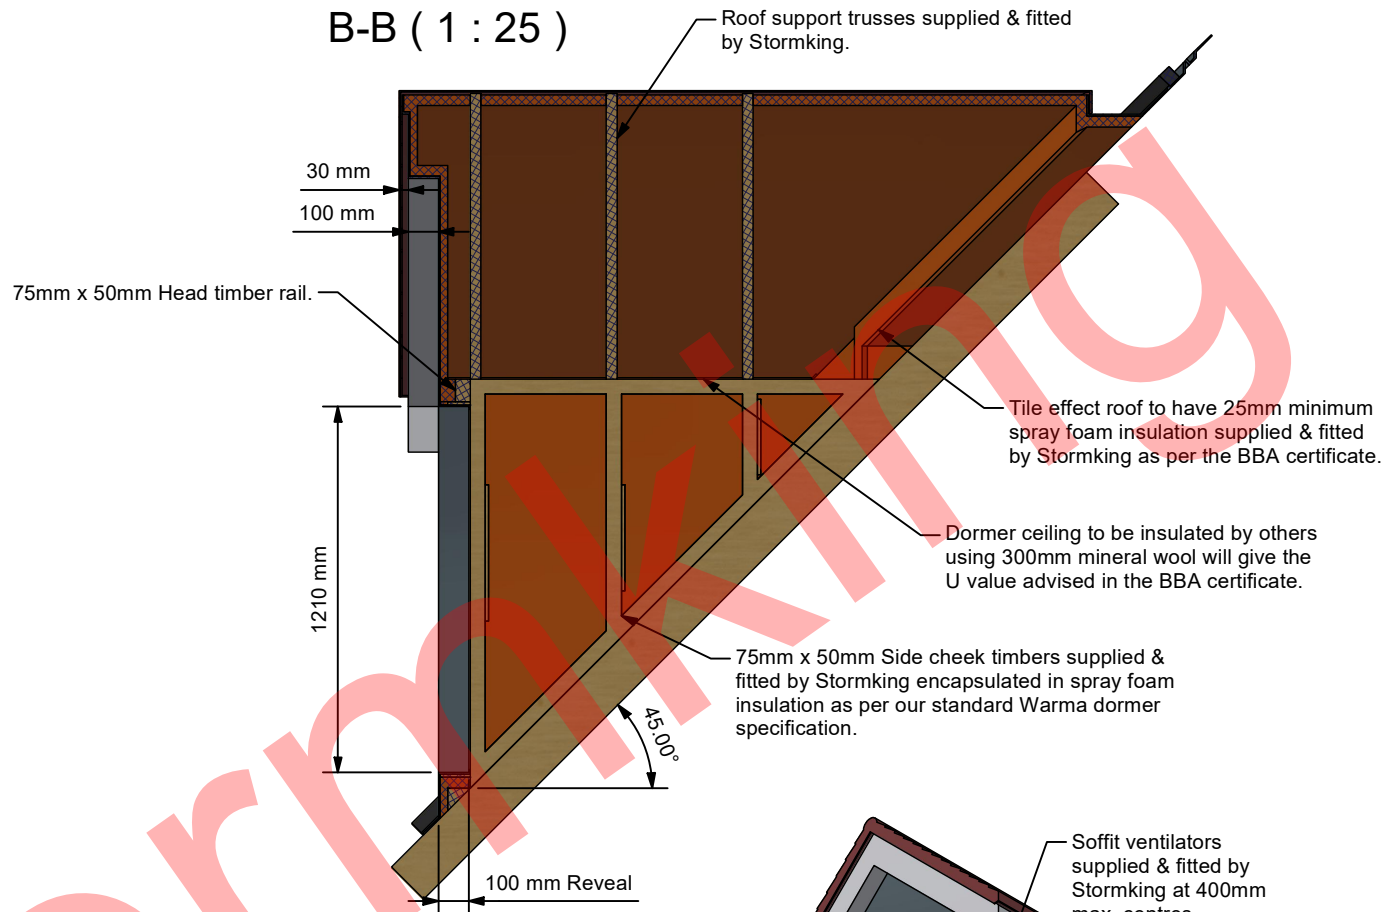 B-B ( 1 : 25 )
Roof support trusses supplied & fitted
by Stormking.
30 mm
100 mm
75mm x 50mm Head timber rail.
Tile effect roof to have 25mm minimum
spray foam insulation supplied & fitted
by Stormking as per the BBA certificate.
Dormer ceiling to be insulated by others
using 300mm mineral wool will give the
U value advised in the BBA certificate.
1210 mm
75mm x 50mm Side cheek timbers supplied &
fitted by Stormking encapsulated in spray foam
insulation as per our standard Warma dormer
specification.
45.00°
100 mm Reveal
Soffit ventilators
supplied & fitted by
Stormking at 400mm
max. centres
ormking